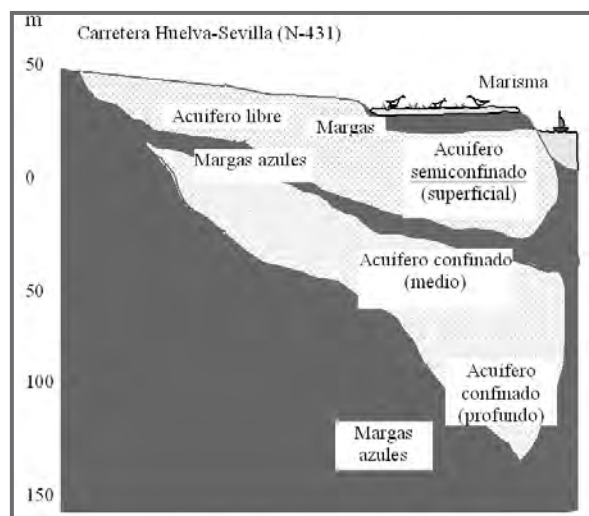 m
Carretera Huelva-Sevilla (N-431)
50
Marisma
Acuífero libre
Margas
Acuífero
semiconfinado
(superficial)
Margas azules
0
Acuífero confinado
(medio)
50
Acuífero
confinado
(profundo)
100
Margas
azules
150